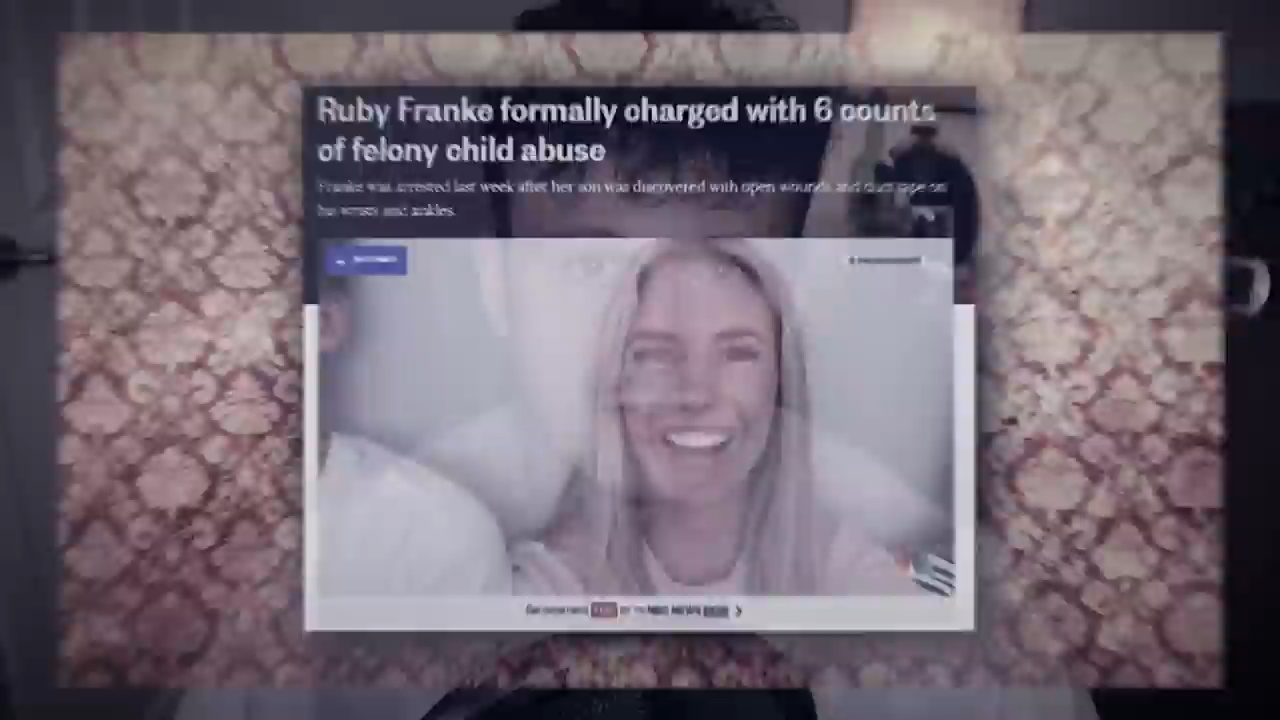 Ruby Franke formally charged with 6 counts
of felony child abuse
Franke was arrested last week after her son was discovered with open wounds and duct tape on
his wrists and ankles.